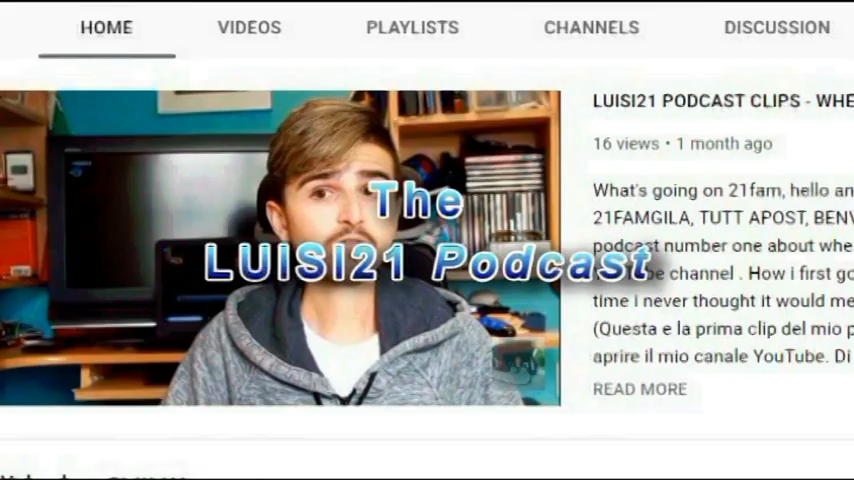 HOME VIDEOS PLAYLISTS CHANNELS DISCUSSION
The
LUISI21 Podcast
LUISI21 PODCAST CLIPS - WHE
16 views • 1 month ago
What's going on 21fam, hello an
21FAMGILA, TUTT APOST, BENV
podcast number one about whe
be channel . How i first go
time i never thought it would me
(Questa e la prima clip del mio p
aprire il mio canale YouTube. Di
READ MORE